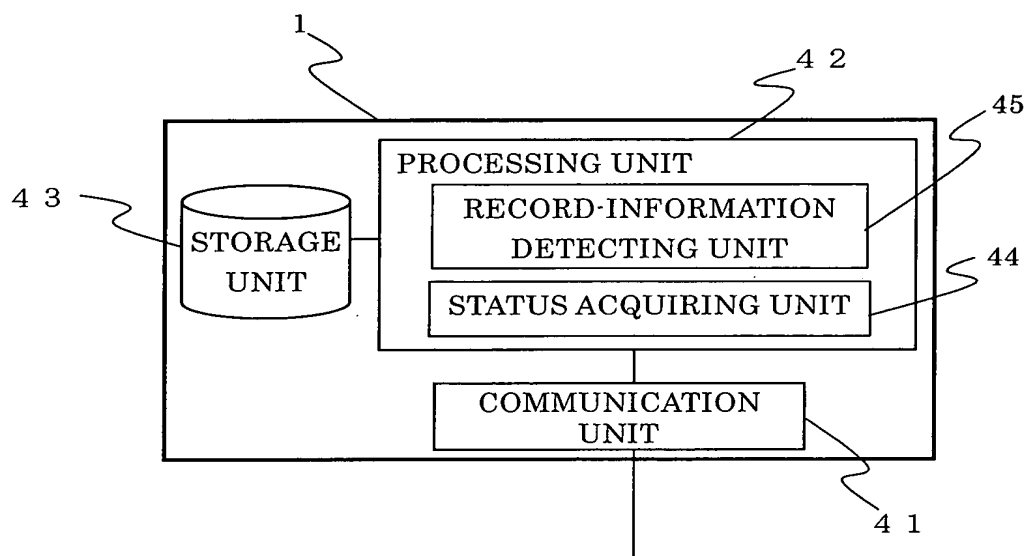 1
4 2
45
PROCESSING UNIT
4 3
RECORD-INFORMATION
DETECTING UNIT
STORAGE
UNIT
44
STATUS ACQUIRING UNIT
COMMUNICATION
UNIT
4 1